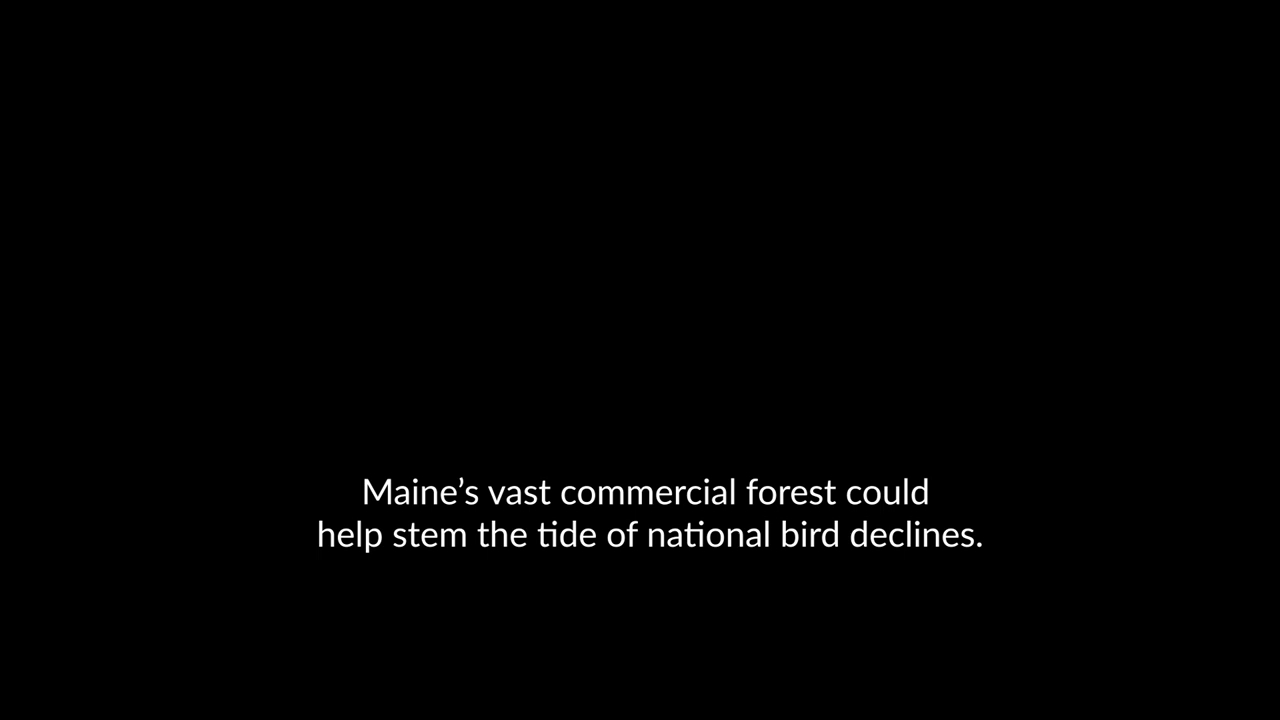 Maine’s vast commercial forest could
help stem the tide of national bird declines.